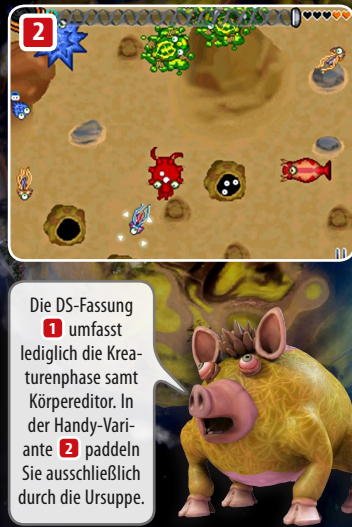 2
Die DS-Fassung
1 umfasst
lediglich die Krea-
turenphase samt
Körpereditor. In
der Handy-Vari-
ante 2 paddeln
Sie ausschließlich
durch die Ursuppe.